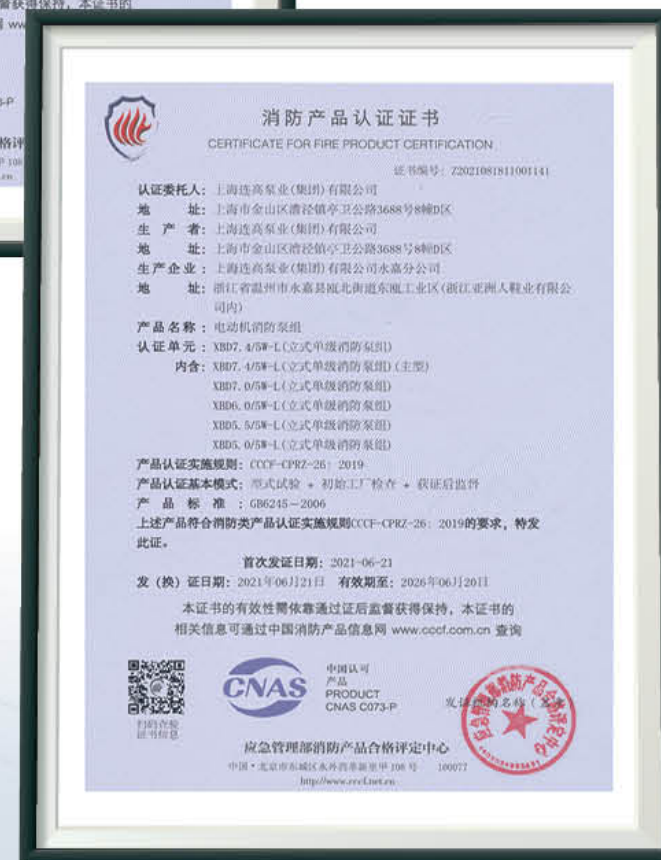 督获得保持，本证书的
消防产品认证证书
CERTIFICATE FOR FIRE PRODUCT CERTIFICATION
证书编号：Z2021081811001141
认证委托人：上海连高泵业(集团)有限公司
地 址：上海市金山区漕泾镇亭卫公路3688号8幢D区
生 产 者：上海连高泵业(集团)有限公司
地 址：上海市金山区漕泾镇亭卫公路3688号8幢D区
生产企业：上海连高泵业(集团)有限公司永嘉分公司
地 址：浙江省温州市永嘉县瓯北街道东瓯工业区(浙江亚洲人鞋业有限公
司内)
产品名称：电动机消防泵组
认证单元：XBD7.4/5W-L(立式单级消防泵组)
内含：XBD7.4/5W-L(立式单级消防泵组)(主型)
XBD7.0/5W-L(立式单级消防泵组)
XBD6.0/5W-L(立式单级消防泵组)
XBD5.5/5W-L(立式单级消防泵组)
XBD5.0/5W-L(立式单级消防泵组)
产品认证实施规则：CCCF-CPRZ-26：2019
产品认证基本模式：型式试验 + 初始工厂检查 + 获证后监督
产 品 标 准 ：GB6245-2006
上述产品符合消防类产品认证实施规则CCCF-CPRZ-26：2019的要求，特发
此证。
首次发证日期：2021-06-21
发（换）证日期：2021年06月21日 有效期至：2026年06月20日
本证书的有效性需依靠通过证后监督获得保持，本证书的
相关信息可通过中国消防产品信息网 www.cccf.com.cn 查询
扫码查验
证书信息
CNAS
中国认可
产品
PRODUCT
CNAS C073-P
应急管理部消防产品合格评定中心
中国·北京市东城区永外西革新里甲108号 100077
http://www.cccf.net.cn